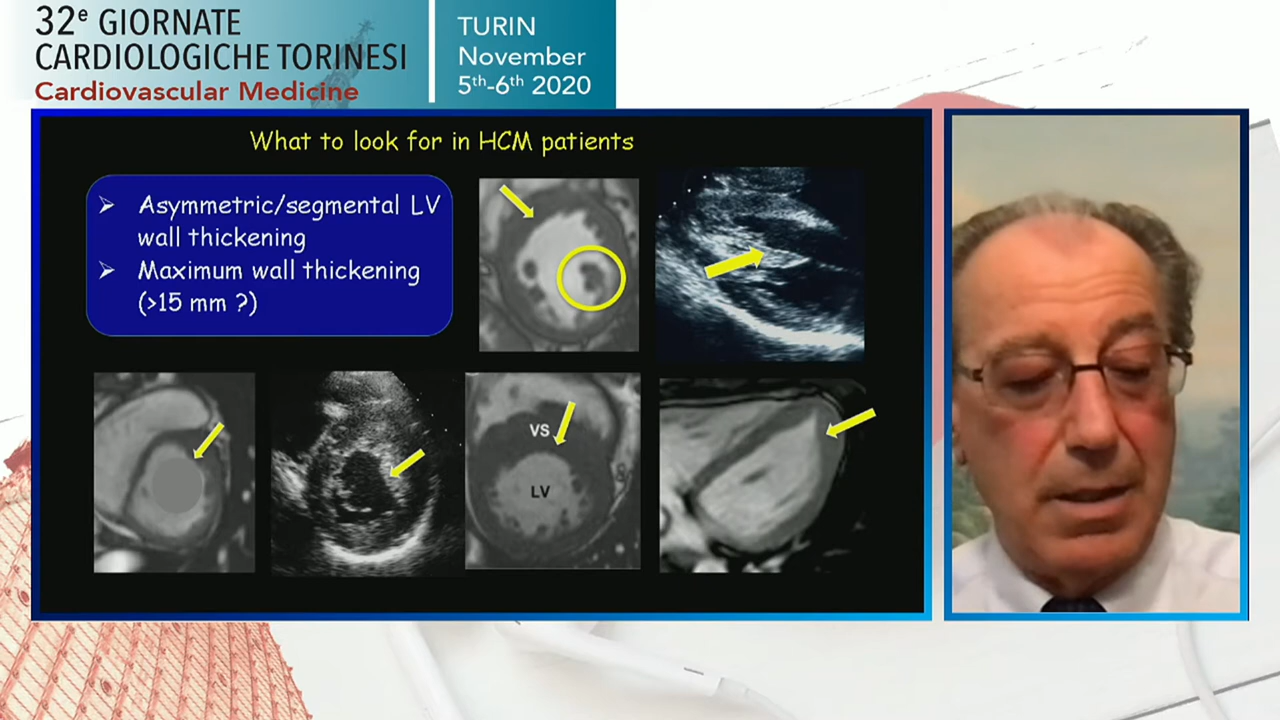 32e GIORNATE
CARDIOLOGICHE TORINESI
Cardiovascular Medicine
TURIN
November
5th-6th 2020
What to look for in HCM patients
➢ Asymmetric/segmental LV
wall thickening
➢ Maximum wall thickening
(>15 mm ?)
VS
LV